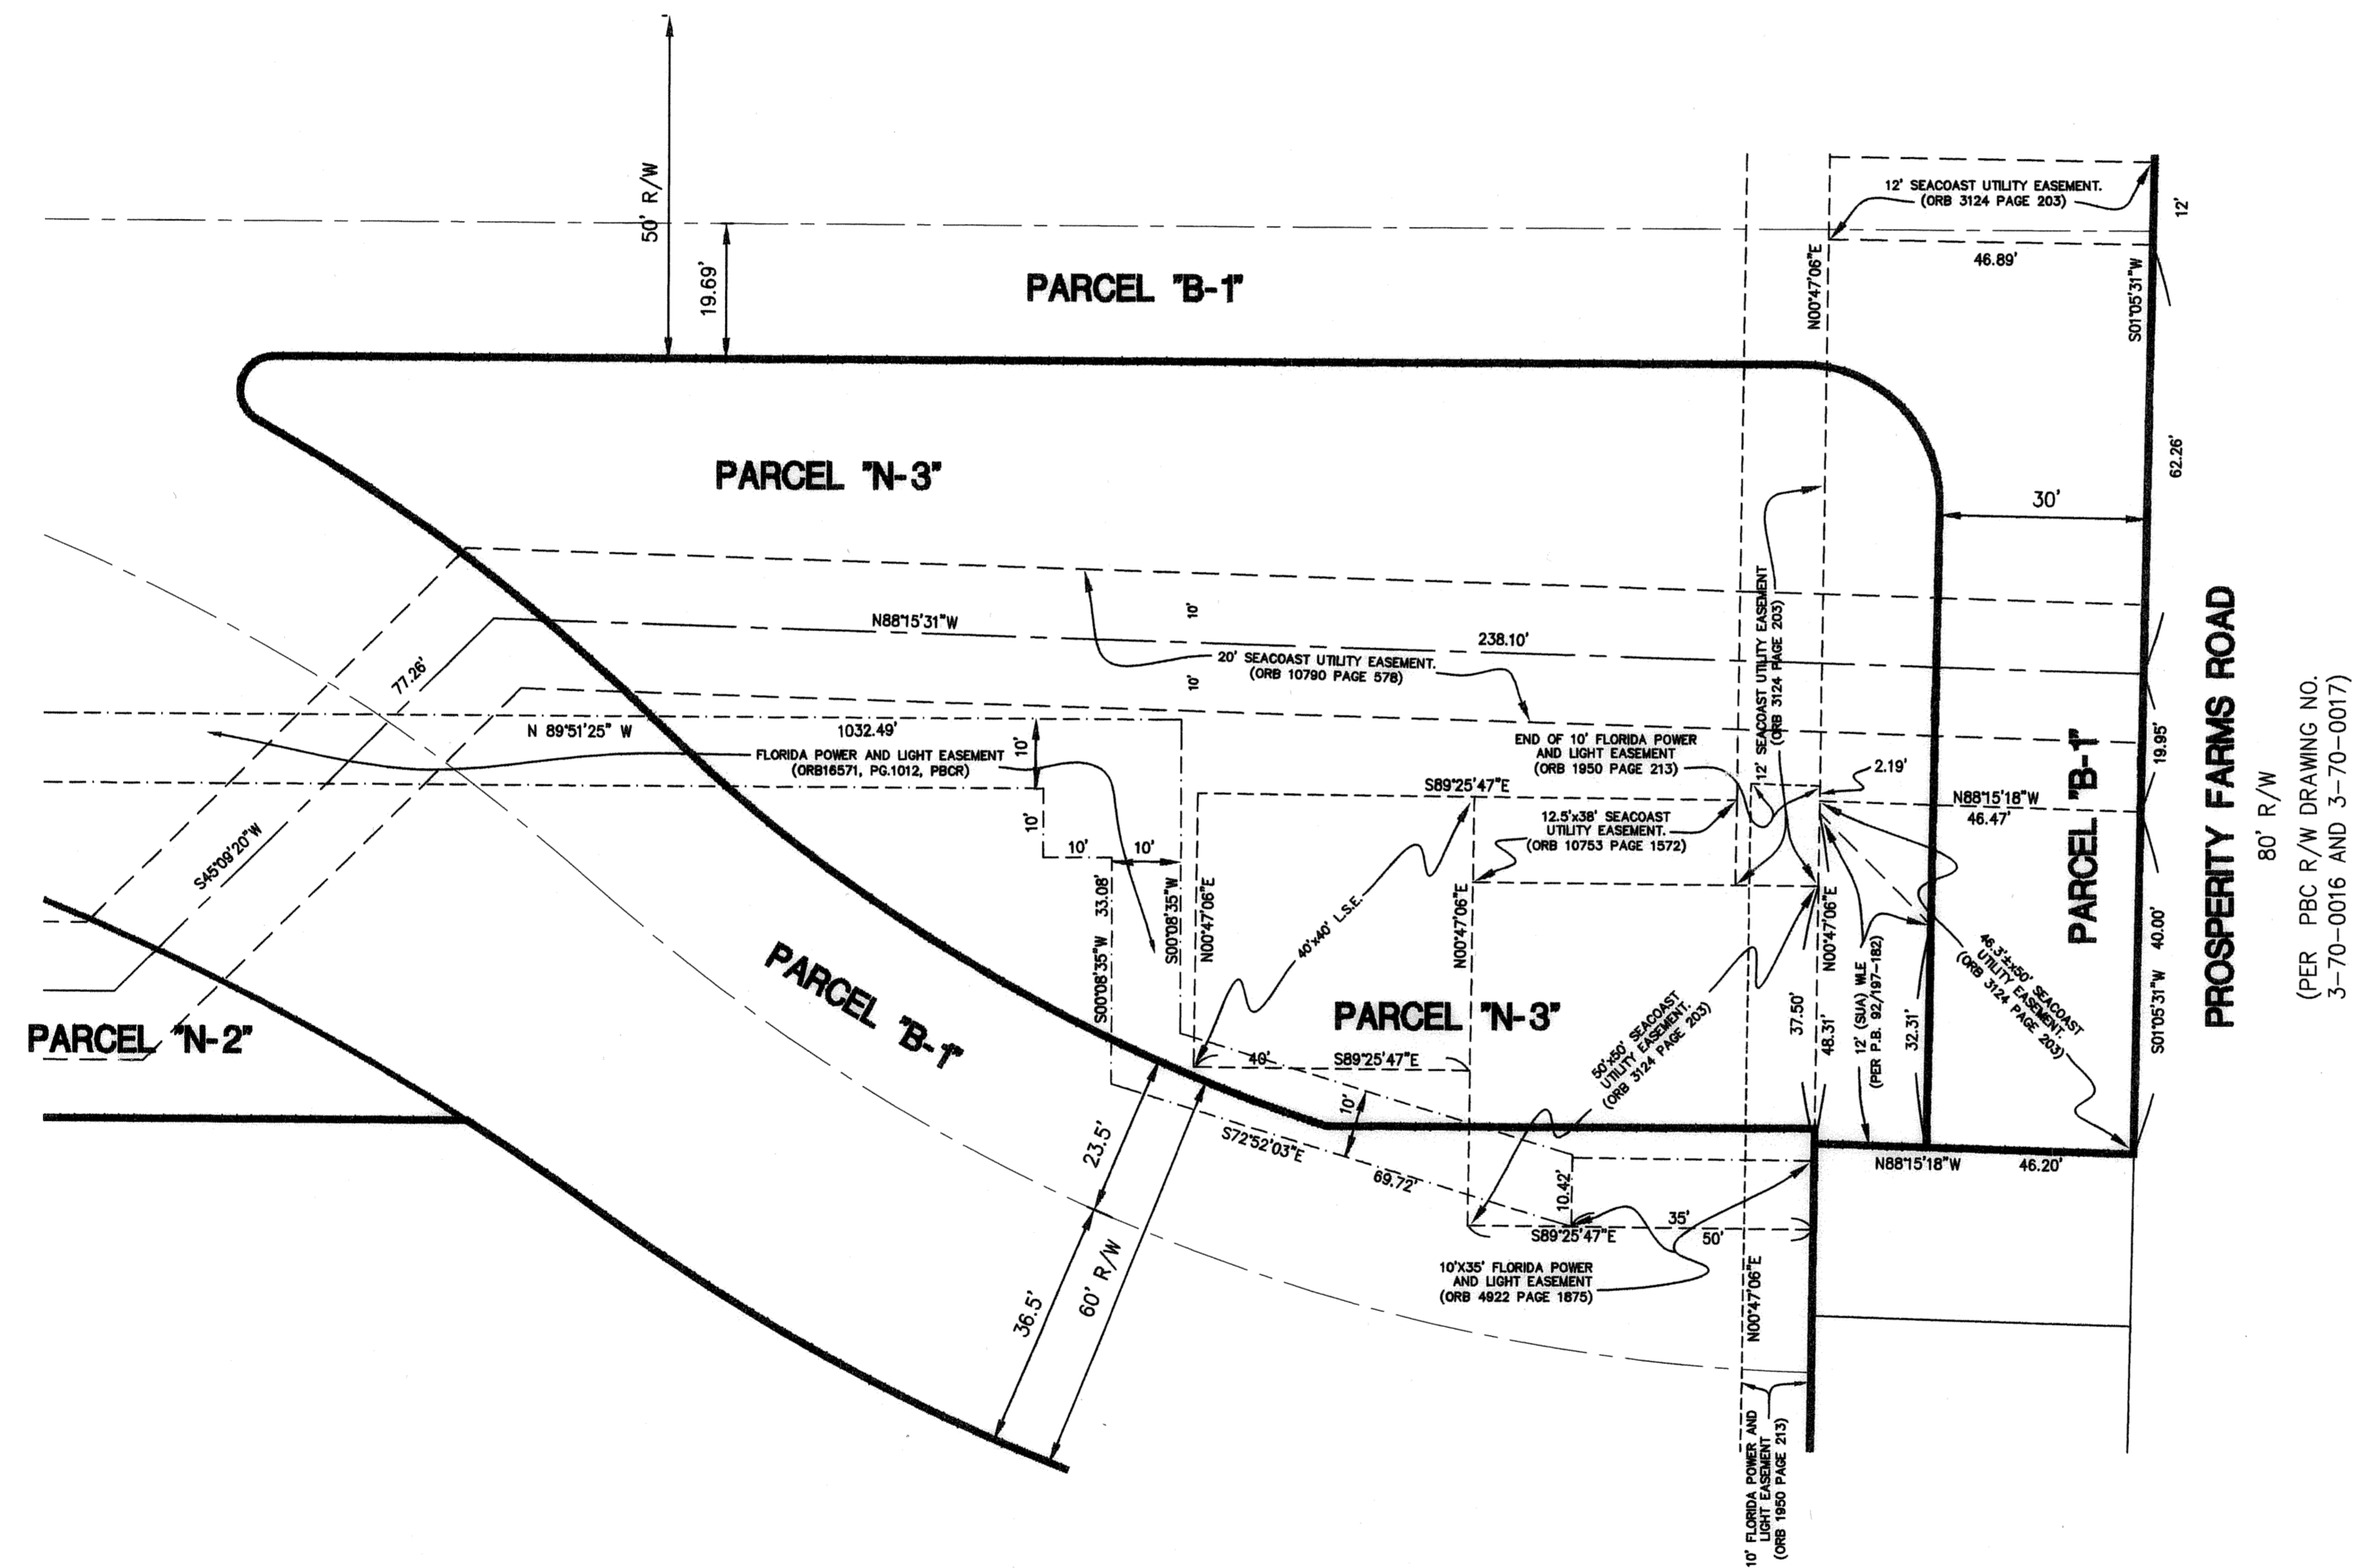 50' R/W
19.69'
PARCEL "B-1"
12' SEACOAST UTILITY EASEMENT.
(ORB 3124 PAGE 203)
12'
46.89'
N00°47'06"E
S01°05'31"W
62.26'
PARCEL "N-3"
30'
N88°15'31"W
10'
238.10'
20' SEACOAST UTILITY EASEMENT.
(ORB 10790 PAGE 578)
10'
77.26'
12' SEACOAST UTILITY EASEMENT
(ORB 3124 PAGE 203)
N 89°51'25" W
1032.49'
10'
FLORIDA POWER AND LIGHT EASEMENT
(ORB16571, PG.1012, PBCR)
END OF 10' FLORIDA POWER
AND LIGHT EASEMENT
(ORB 1950 PAGE 213)
2.19'
S89°25'47"E
N88°15'18"W
46.47'
19.95'
12.5'x38' SEACOAST
UTILITY EASEMENT.
(ORB 10753 PAGE 1572)
10'
10'
10'
S45°09'20"W
33.08'
S00°08'35"W
S00°08'35"W
N00°47'06"E
40'x40' L.S.E.
N00°47'06"E
N00°47'06"E
PARCEL "B-1"
PROSPERITY FARMS ROAD
80' R/W
(PER PBC R/W DRAWING NO.
3-70-0016 AND 3-70-0017)
40.00'
S01°05'31"W
46.3'±x50' SEACOAST
UTILITY EASEMENT.
(ORB 3124 PAGE 203)
12' (SUA) WLE
(PER P.B. 92/197-182)
37.50'
48.31'
32.31'
50'x50' SEACOAST
UTILITY EASEMENT.
(ORB 3124 PAGE 203)
PARCEL "N-3"
PARCEL "B-1"
PARCEL "N-2"
40'
S89°25'47"E
10'
S72°52'03"E
69.72'
23.5'
36.5'
60' R/W
10.42'
35'
S89°25'47"E
50'
N88°15'18"W
46.20'
10'X35' FLORIDA POWER
AND LIGHT EASEMENT
(ORB 4922 PAGE 1875)
N00°47'06"E
10' FLORIDA POWER AND
LIGHT EASEMENT
(ORB 1950 PAGE 213)